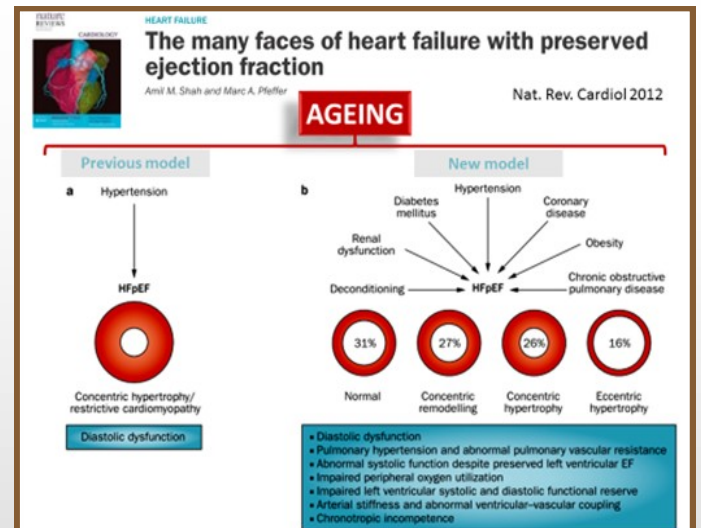 nature
REVIEWS
CARDIOLOGY
HEART FAILURE
The many faces of heart failure with preserved
ejection fraction
Amil M. Shah and Marc A. Pfeffer
Nat. Rev. Cardiol 2012
AGEING
Previous model
New model
a Hypertension
HFpEF
Concentric hypertrophy/
restrictive cardiomyopathy
Diastolic dysfunction
b
Hypertension
Diabetes
mellitus
Coronary
disease
Renal
dysfunction
Obesity
Deconditioning
HFpEF
Chronic obstructive
pulmonary disease
31% 27% 26% 16%
Normal
Concentric
remodelling
Concentric
hypertrophy
Eccentric
hypertrophy
▪ Diastolic dysfunction
▪ Pulmonary hypertension and abnormal pulmonary vascular resistance
▪ Abnormal systolic function despite preserved left ventricular EF
▪ Impaired peripheral oxygen utilization
▪ Impaired left ventricular systolic and diastolic functional reserve
▪ Arterial stiffness and abnormal ventricular–vascular coupling
▪ Chronotropic incompetence